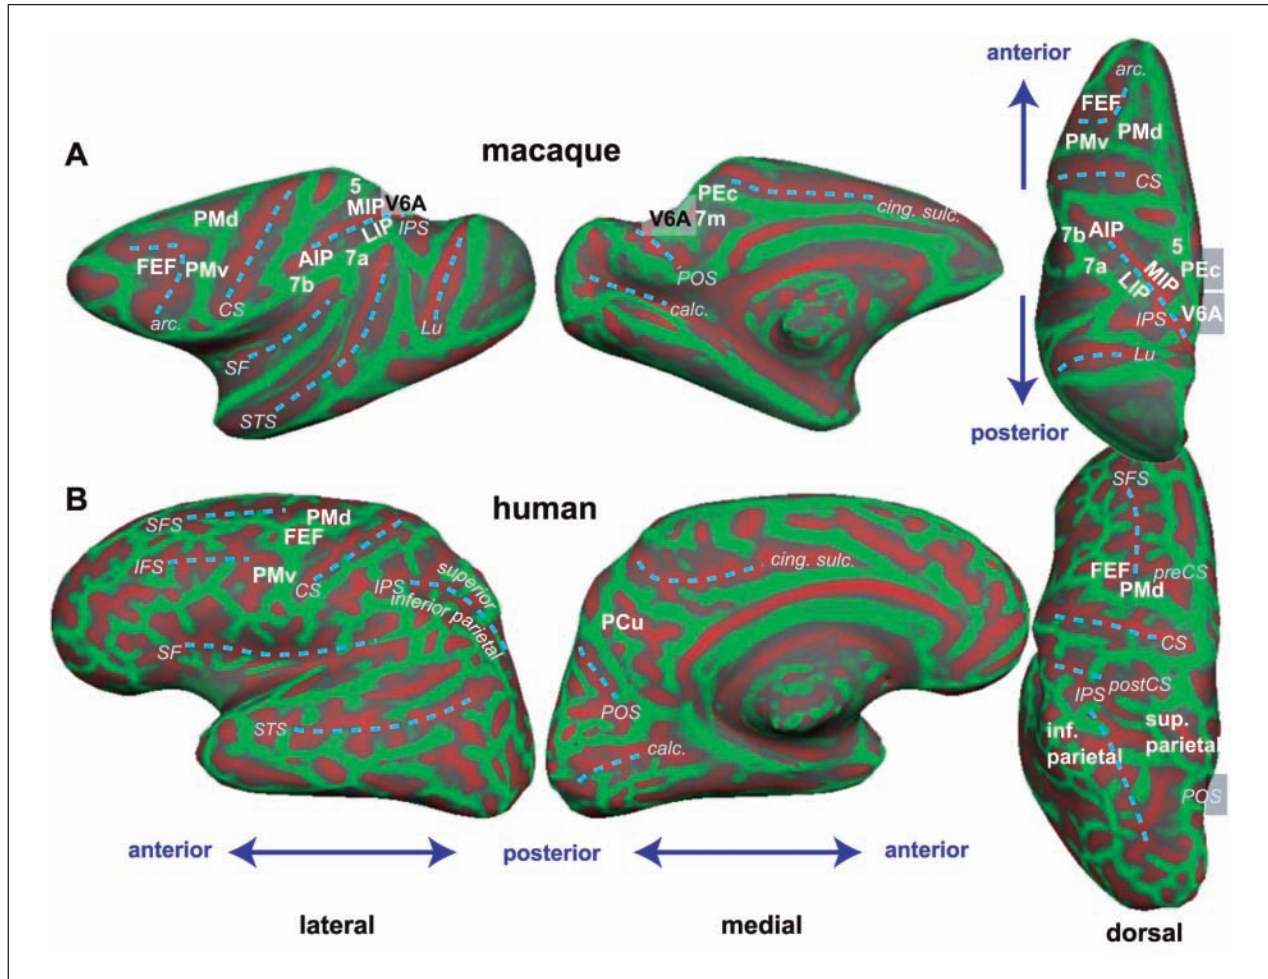 A
macaque
5
MIP
V6A
PMd
LIP
IPS
AIP
7a
FEF
PMv
7b
CS
arc.
Lu
SF
STS
PEc
V6A
7m
cing. sulc.
POS
calc.
anterior
arc.
FEF
PMv
PMd
CS
7b
AIP
5
7a
MIP
PEc
LIP
IPS
V6A
Lu
posterior
B
human
SFS
PMd
FEF
IFS
PMv
CS
IPS
superior
inferior parietal
SF
STS
cing. sulc.
PCu
POS
calc.
SFS
FEF
preCS
PMd
CS
postCS
IPS
inf.
parietal
sup.
parietal
POS
anterior
posterior
anterior
lateral
medial
dorsal